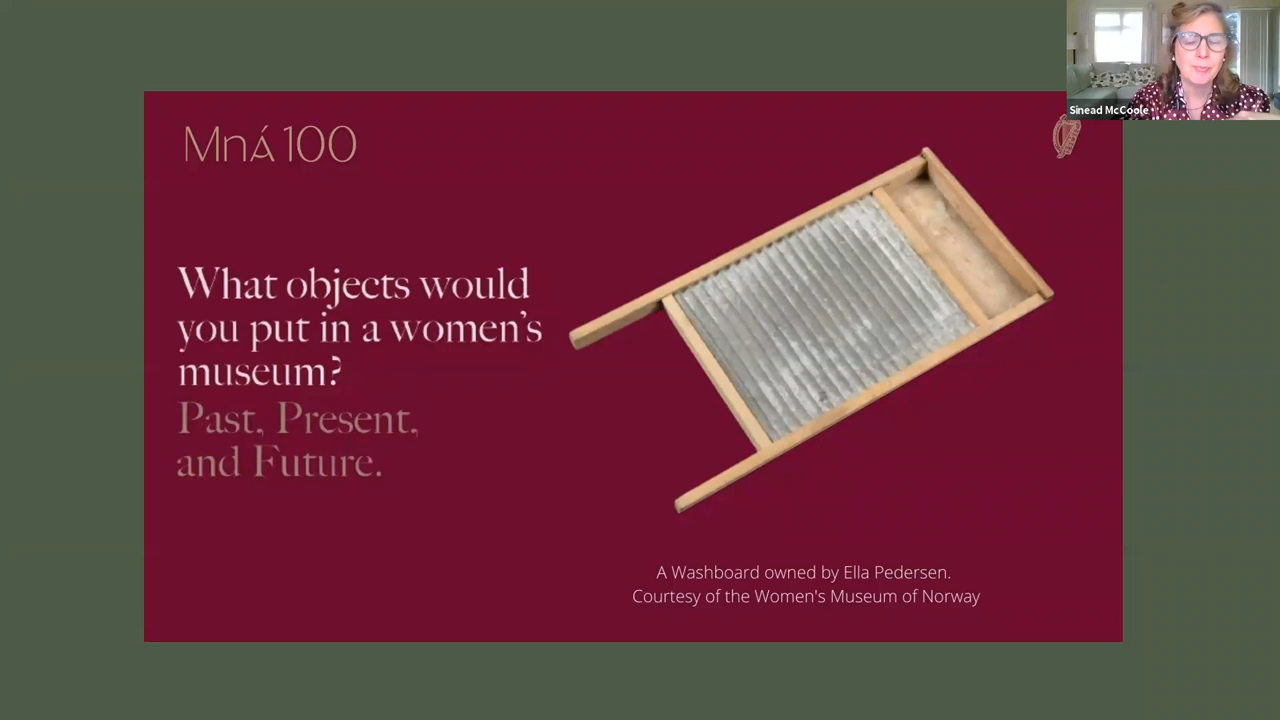 Sinead McCoole
Mná 100
What objects would
you put in a women's
museum?
Past, Present,
and Future.
A Washboard owned by Ella Pedersen.
Courtesy of the Women's Museum of Norway